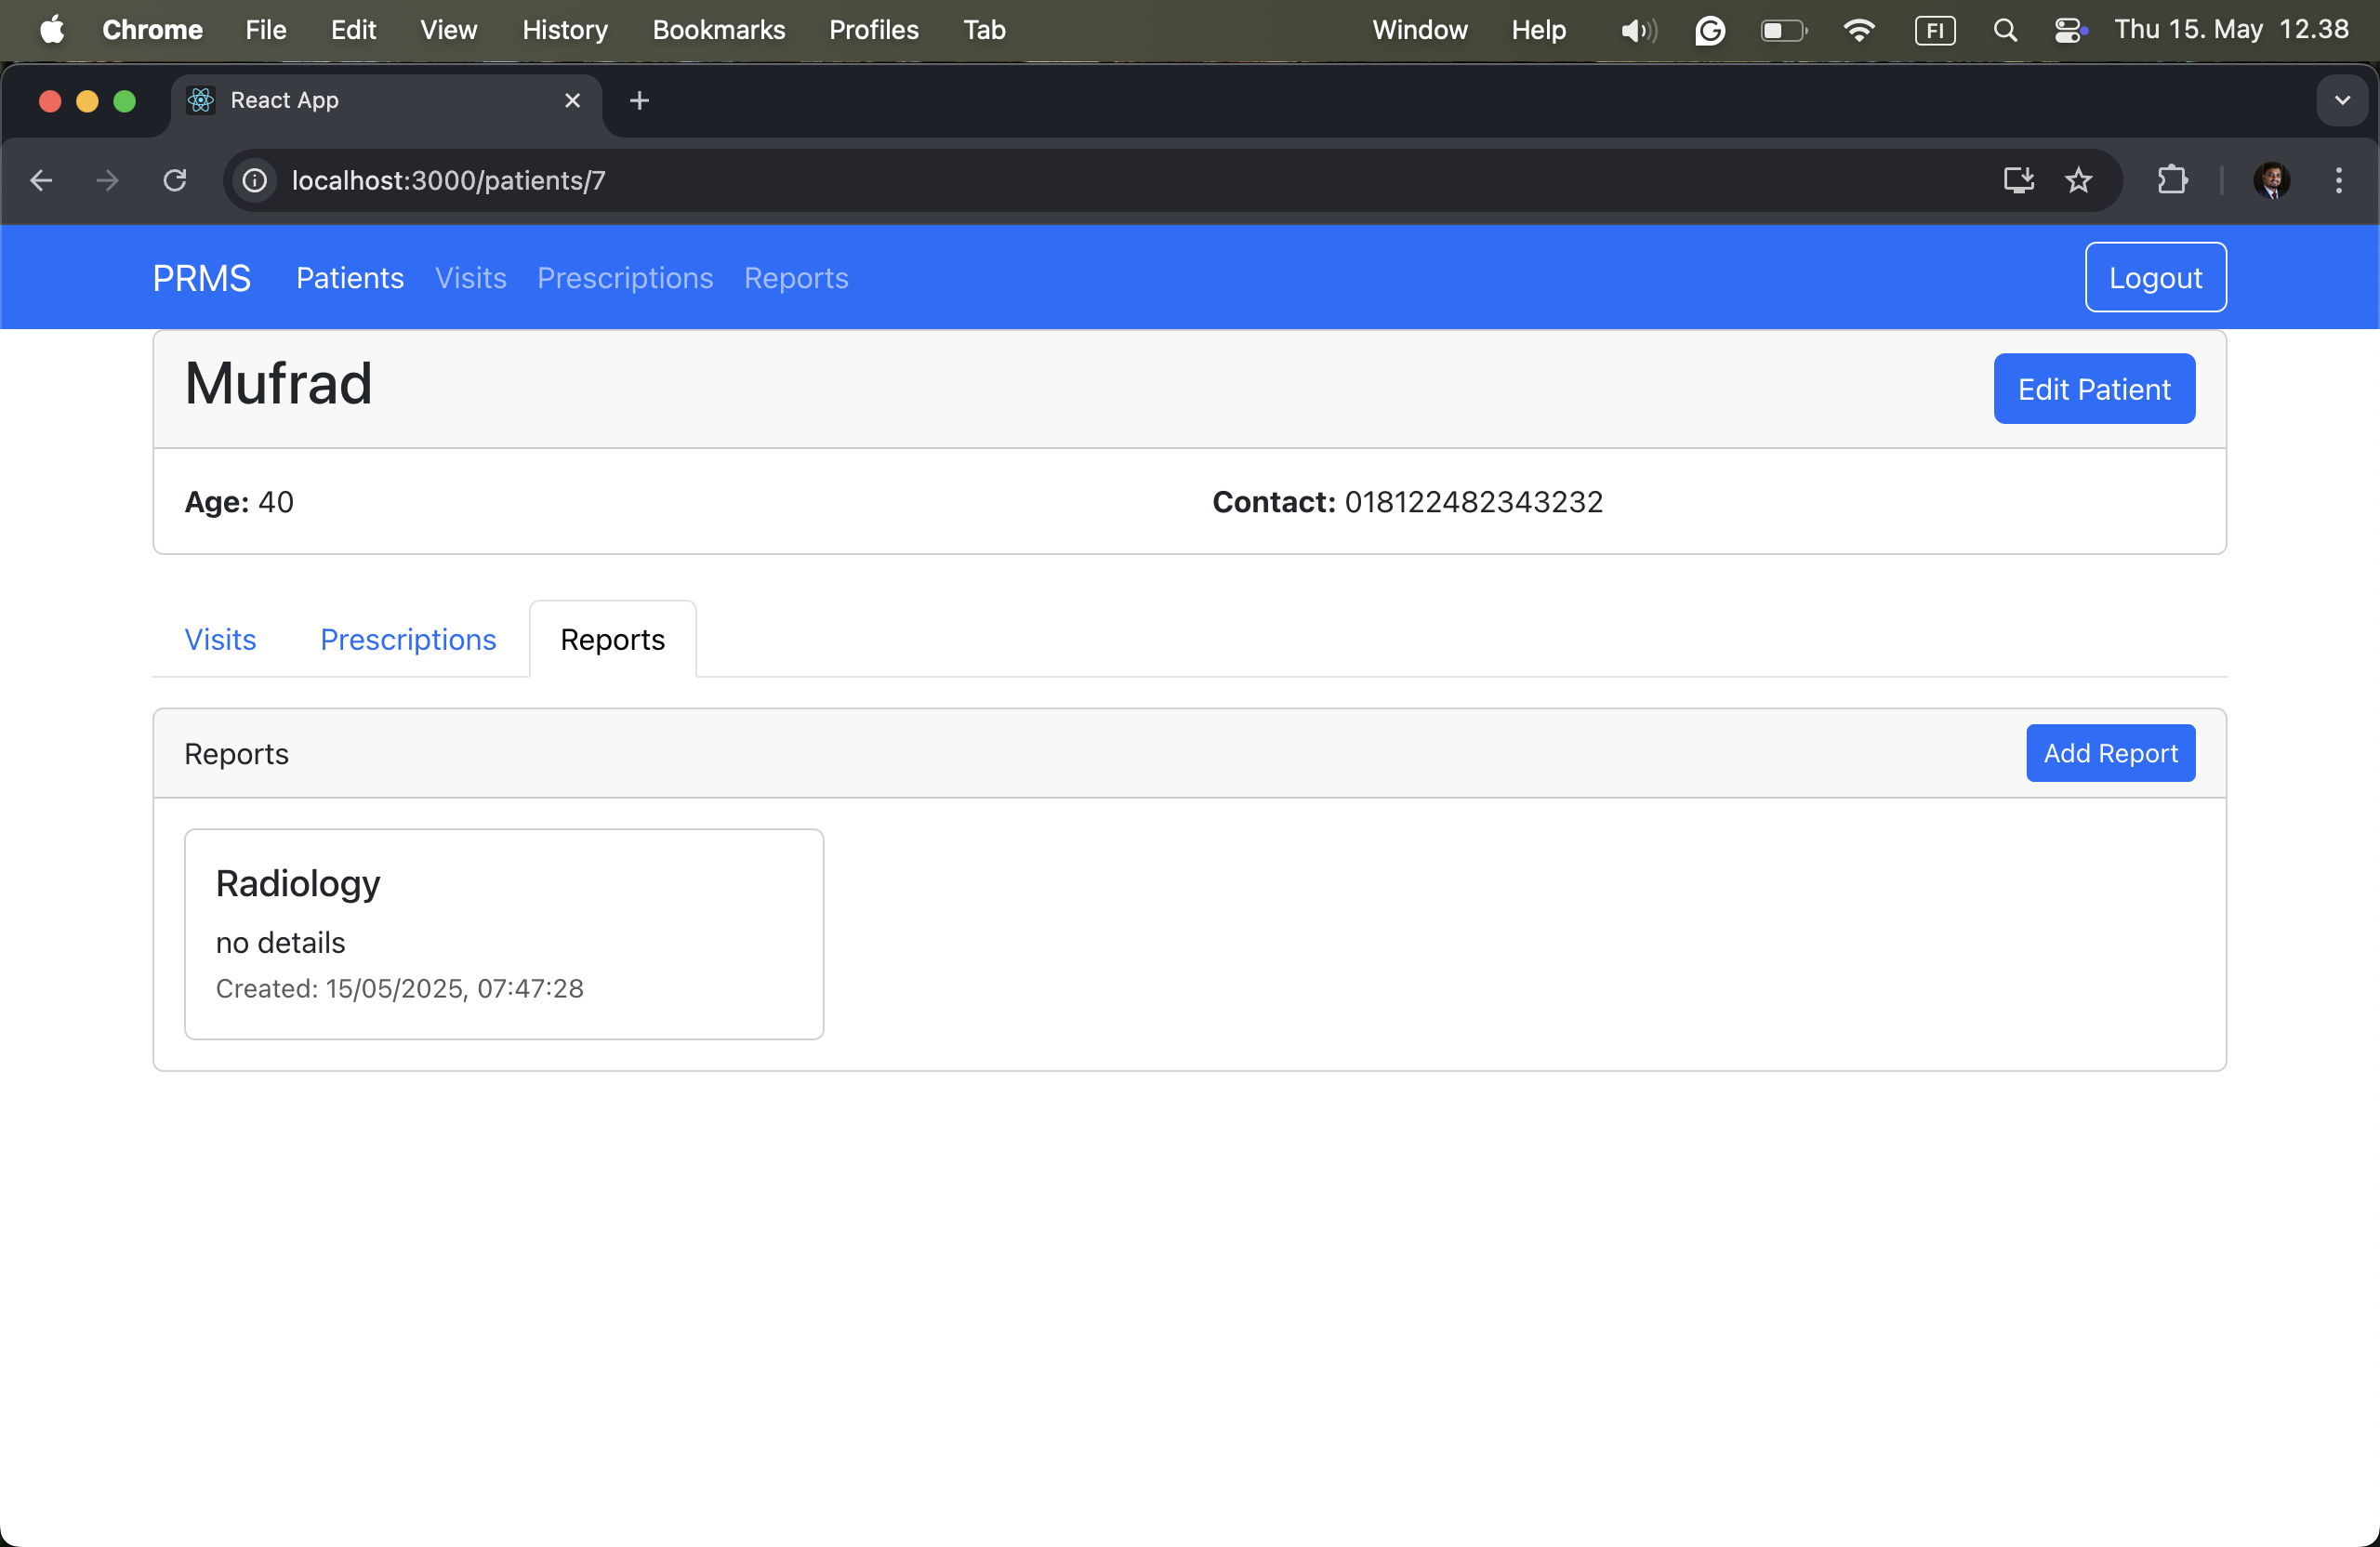 Chrome File Edit View History Bookmarks Profiles Tab Window Help FI Thu 15. May 12.38
React App
localhost:3000/patients/7
PRMS Patients Visits Prescriptions Reports Logout
Mufrad Edit Patient
Age: 40 Contact: 018122482343232
Visits Prescriptions Reports
Reports Add Report
Radiology
no details
Created: 15/05/2025, 07:47:28